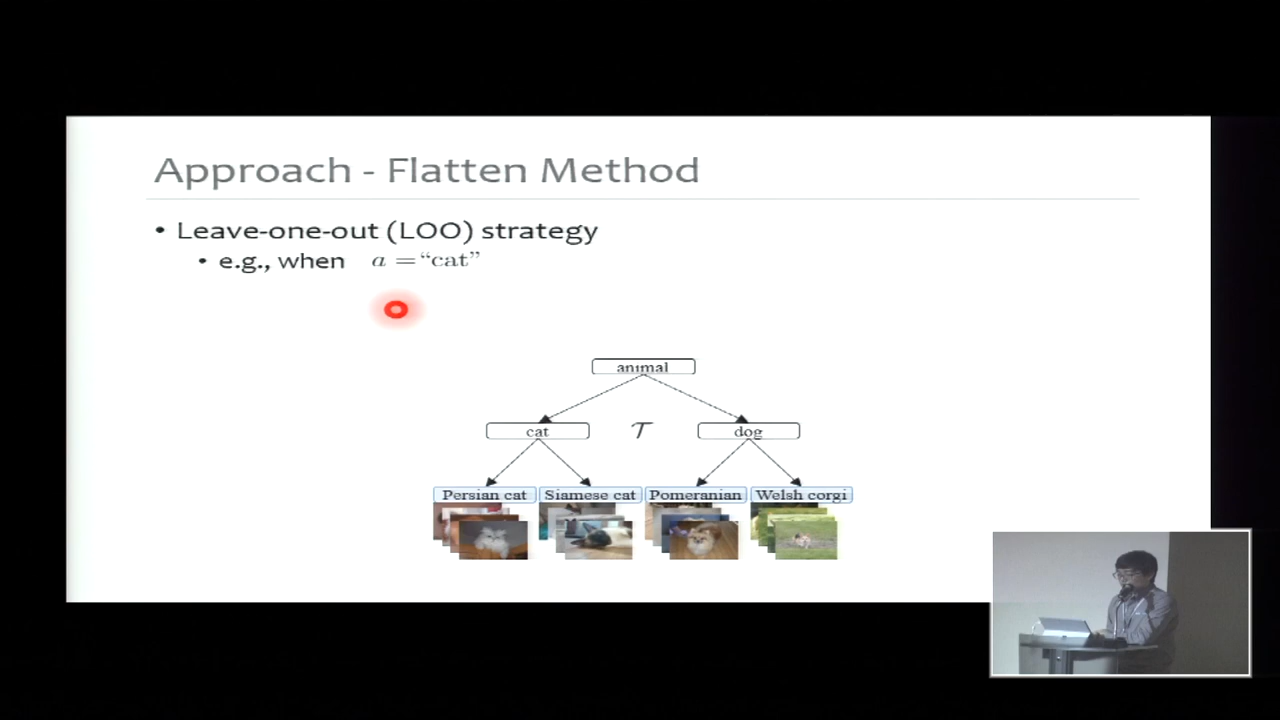 Approach - Flatten Method
• Leave-one-out (LOO) strategy
• e.g., when a = “cat”
animal
cat 𝒯 dog
Persian cat Siamese cat Pomeranian Welsh corgi